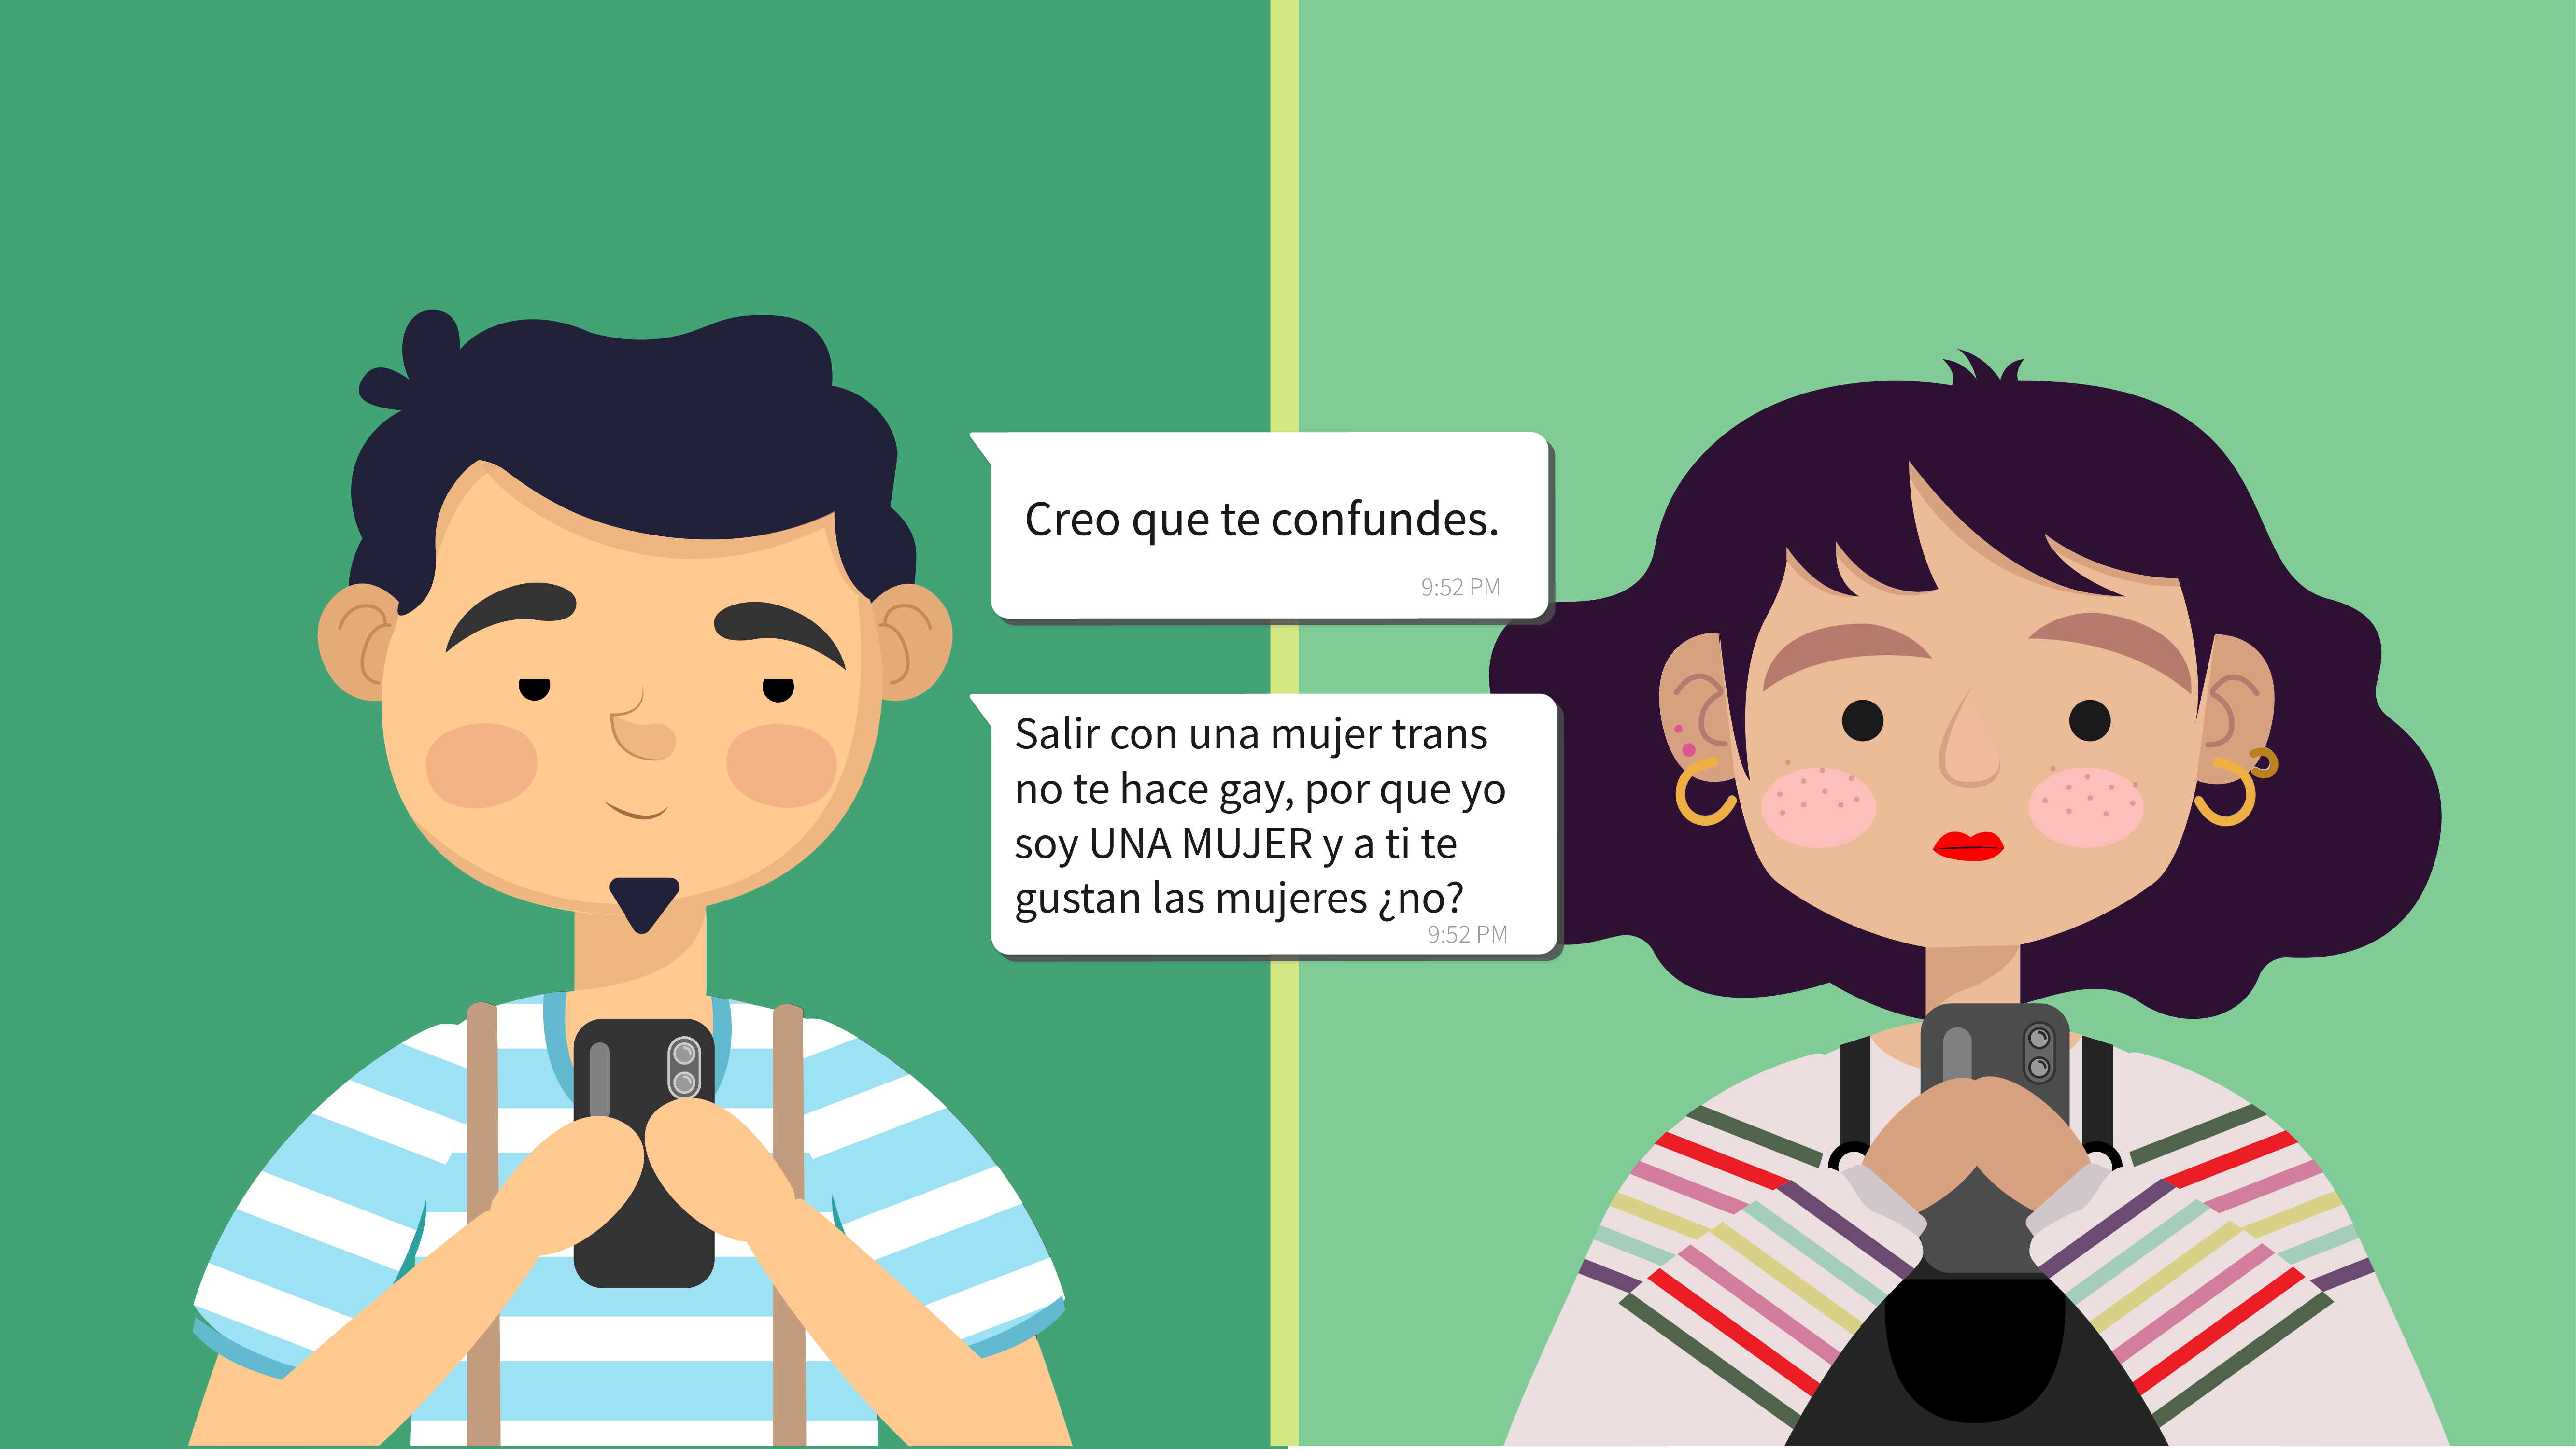 Creo que te confundes.
9:52 PM
Salir con una mujer trans
no te hace gay, por que yo
soy UNA MUJER y a ti te
gustan las mujeres ¿no?
9:52 PM